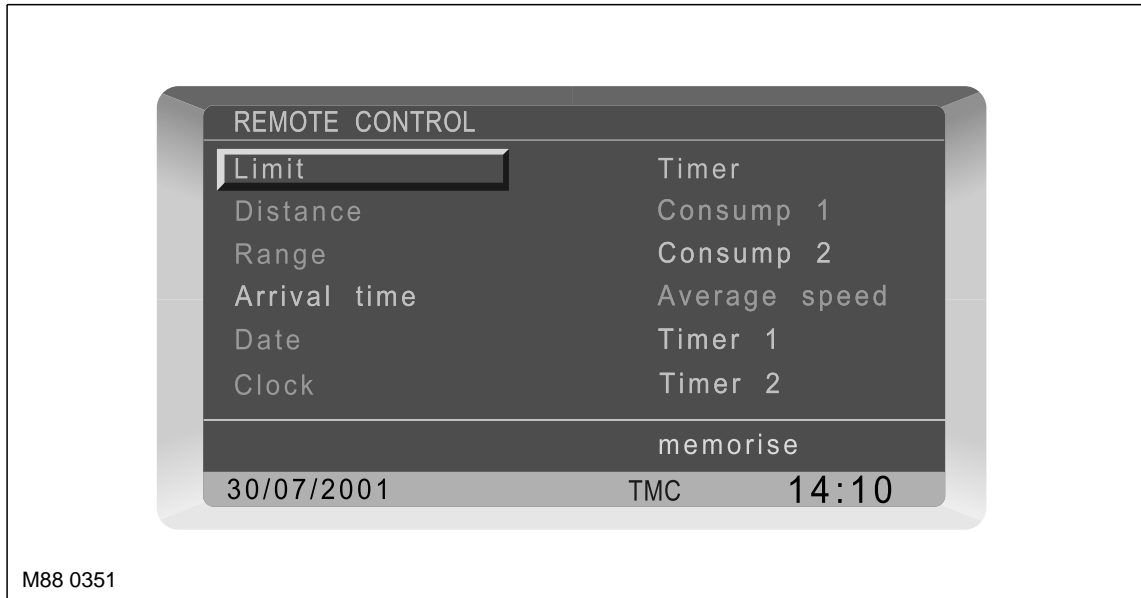 REMOTE CONTROL
Limit Timer
Distance Consump 1
Range Consump 2
Arrival time Average speed
Date Timer 1
Clock Timer 2
memorise
30/07/2001 TMC 14:10
M88 0351